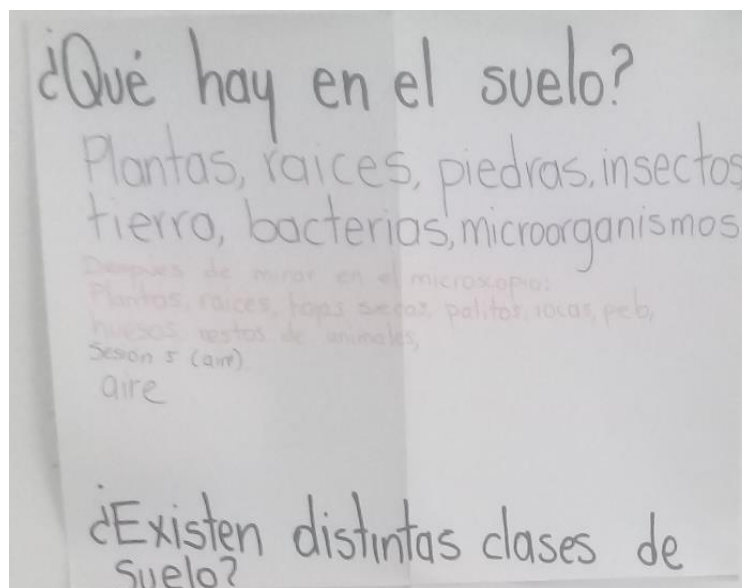 ¿Qué hay en el suelo?
Plantas, raices, piedras, insectos
tierra, bacterias, microorganismos
Despues de mirar en el microscopio:
Plantas, raices, hojas secas, palitos, rocas,
huesos restos de animales,
Sesion 5 (aire)
aire
¿Existen distintas clases de
suelo?